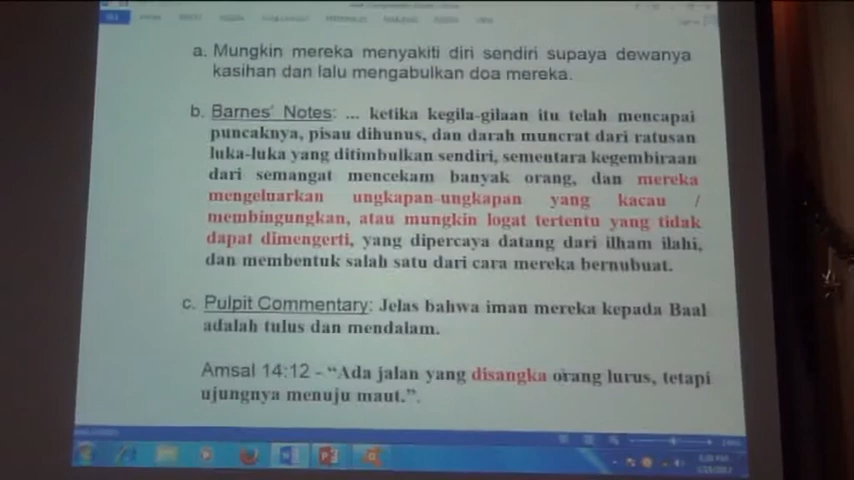 a. Mungkin mereka menyakiti diri sendiri supaya dewanya
kasihan dan lalu mengabulkan doa mereka.
b. Barnes' Notes: ... ketika kegila-gilaan itu telah mencapai
puncaknya, pisau dihunus, dan darah muncrat dari ratusan
luka-luka yang ditimbulkan sendiri, sementara kegembiraan
dari semangat mencekam banyak orang, dan mereka
mengeluarkan ungkapan-ungkapan yang kacau /
membingungkan, atau mungkin logat tertentu yang tidak
dapat dimengerti, yang dipercaya datang dari ilham ilahi,
dan membentuk salah satu dari cara mereka bernubuat.
c. Pulpit Commentary: Jelas bahwa iman mereka kepada Baal
adalah tulus dan mendalam.
Amsal 14:12 - “Ada jalan yang disangka orang lurus, tetapi
ujungnya menuju maut.”.